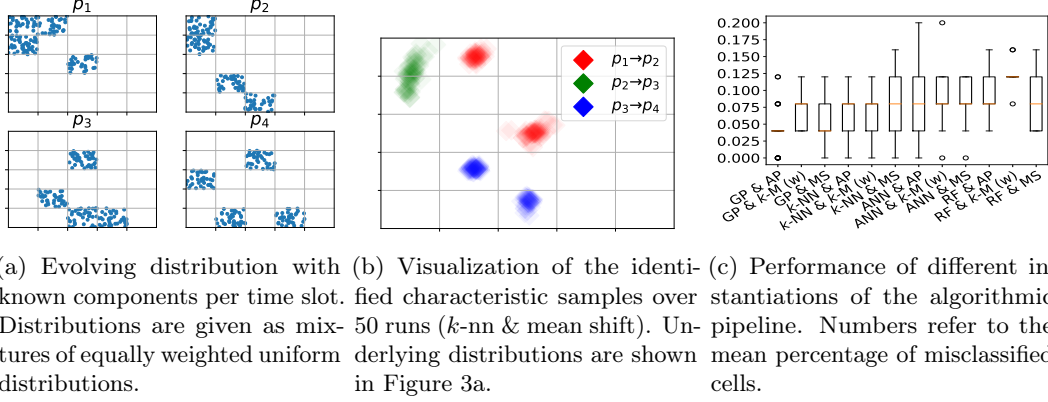 p1
p2
p3
p4
p1→p2
p2→p3
p3→p4
0.200
0.175
0.150
0.125
0.100
0.075
0.050
0.025
0.000
GP & AP
GP & k-M (w)
GP & MS
k-NN & AP
k-NN & k-M (w)
k-NN & MS
ANN & AP
ANN & k-M (w)
ANN & MS
RF & AP
RF & k-M (w)
RF & MS
(a) Evolving distribution with
known components per time slot.
Distributions are given as mix-
tures of equally weighted uniform
distributions.
(b) Visualization of the identi-
fied characteristic samples over
50 runs (k-nn & mean shift). Un-
derlying distributions are shown
in Figure 3a.
(c) Performance of different in
stantiations of the algorithmic
pipeline. Numbers refer to the
mean percentage of misclassified
cells.